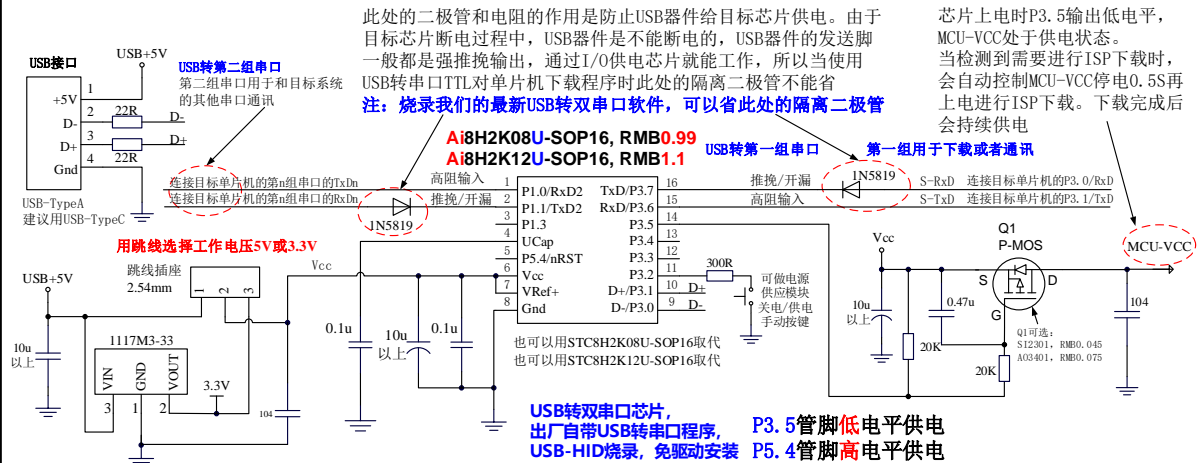 此处的二极管和电阻的作用是防止USB器件给目标芯片供电。由于
目标芯片断电过程中，USB器件是不能断电的，USB器件的发送脚
一般都是强推挽输出，通过I/O供电芯片就能工作，所以当使用
USB转串口TTL对单片机下载程序时此处的隔离二极管不能省
注：烧录我们的最新USB转双串口软件，可以省此处的隔离二极管
芯片上电时P3.5输出低电平，
MCU-VCC处于供电状态。
当检测到需要进行ISP下载时，
会自动控制MCU-VCC停电0.5S再
上电进行ISP下载。下载完成后
会持续供电
USB接口
USB+5V
+5V
1
D-
2
22R
D-
D+
3
22R
D+
Gnd
4
USB-TypeA
建议用USB-TypeC
USB转第二组串口
第二组串口用于和目标系统
的其他串口通讯
Ai8H2K08U-SOP16, RMB0.99
Ai8H2K12U-SOP16, RMB1.1
USB转第一组串口
第一组用于下载或者通讯
连接目标单片机的第n组串口的TxDn
高阻输入
连接目标单片机的第n组串口的RxDn
推挽/开漏
1N5819
1 P1.0/RxD2
2 P1.1/TxD2
3 P1.3
4 UCap
5 P5.4/nRST
6 Vcc
7 VRef+
8 Gnd
TxD/P3.7 16
RxD/P3.6 15
P3.5 14
P3.4 13
P3.3 12
P3.2 11
D+/P3.1 10 D+
D-/P3.0 9 D-
推挽/开漏
1N5819
S-RxD 连接目标单片机的P3.0/RxD
高阻输入
S-TxD 连接目标单片机的P3.1/TxD
300R
可做电源
供应模块
关电/供电
手动按键
也可以用STC8H2K08U-SOP16取代
也可以用STC8H2K12U-SOP16取代
用跳线选择工作电压5V或3.3V
USB+5V
跳线插座
2.54mm
1 2 3
Vcc
10u
以上
1117M3-33
VIN GND VOUT
3 1 2
3.3V
104
0.1u
10u
以上
0.1u
Vcc
10u
以上
0.47u
Q1
P-MOS
S
D
G
MCU-VCC
104
20K
20K
Q1可选：
SI2301, RMB0.045
AO3401, RMB0.075
USB转双串口芯片，
出厂自带USB转串口程序，
USB-HID烧录，免驱动安装
P3.5管脚低电平供电
P5.4管脚高电平供电